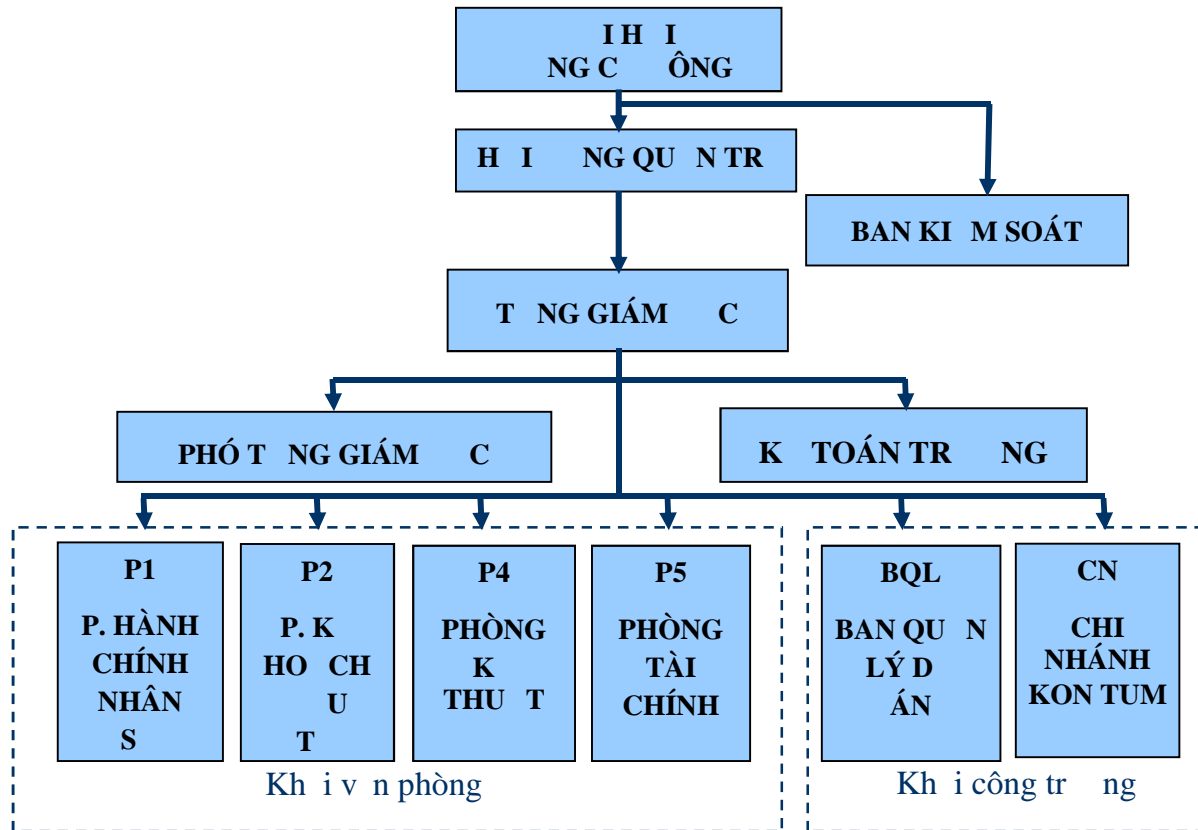 I H I
NG C ÔNG
H I NG QU N TR
BAN KI M SOÁT
T NG GIÁM C
PHÓ T NG GIÁM C
K TOÁN TR NG
P1
P. HÀNH
CHÍNH
NHÂN
S
P2
P. K
HO CH
U
T
P4
PHÒNG
K
THU T
P5
PHÒNG
TÀI
CHÍNH
BQL
BAN QU N
LÝ D
ÁN
CN
CHI
NHÁNH
KON TUM
Kh i v n phòng
Kh i công tr ng